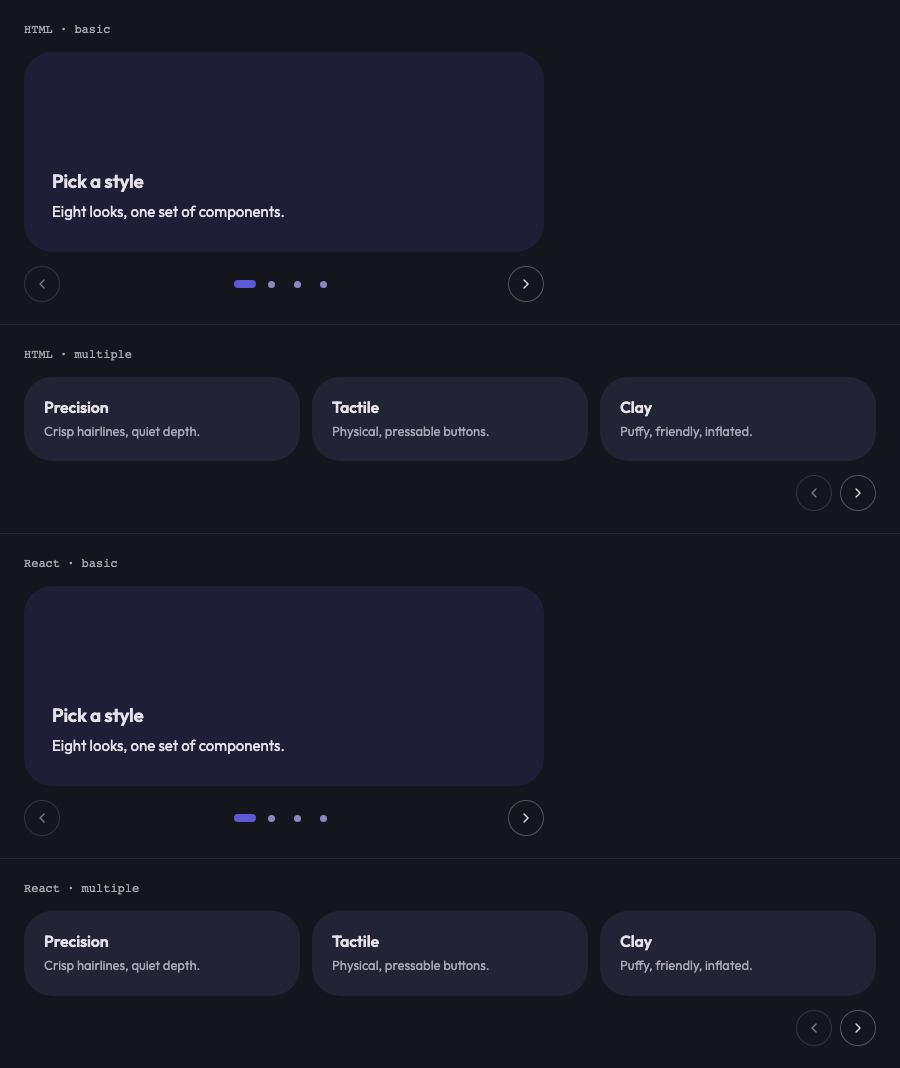 HTML · basic
Pick a style
Eight looks, one set of components.
HTML · multiple
Precision
Crisp hairlines, quiet depth.
Tactile
Physical, pressable buttons.
Clay
Puffy, friendly, inflated.
React · basic
Pick a style
Eight looks, one set of components.
React · multiple
Precision
Crisp hairlines, quiet depth.
Tactile
Physical, pressable buttons.
Clay
Puffy, friendly, inflated.